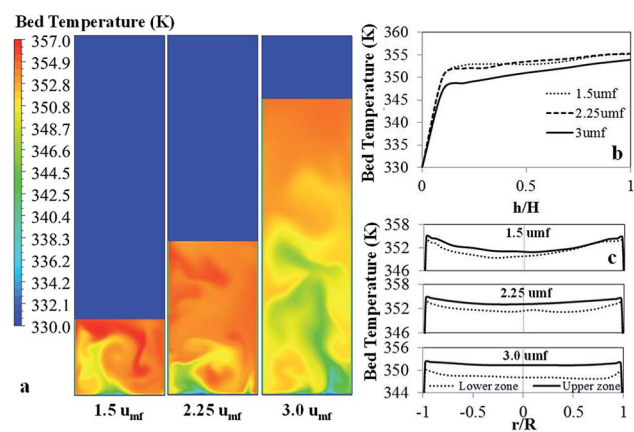 Bed Temperature (K)
357.0
354.9
352.8
350.8
348.7
346.6
344.5
342.5
340.4
338.3
336.2
334.2
332.1
330.0
a
1.5 umf
2.25 umf
3.0 umf
Bed Temperature (K)
360
355
350
345
340
335
330
1.5umf
2.25umf
3umf
b
0
0.5
1
h/H
Bed Temperature (K)
358
352
346
1.5 umf
c
358
352
346
2.25 umf
356
350
344
3.0 umf
Lower zone
Upper zone
-1
-0.5
0
0.5
1
r/R